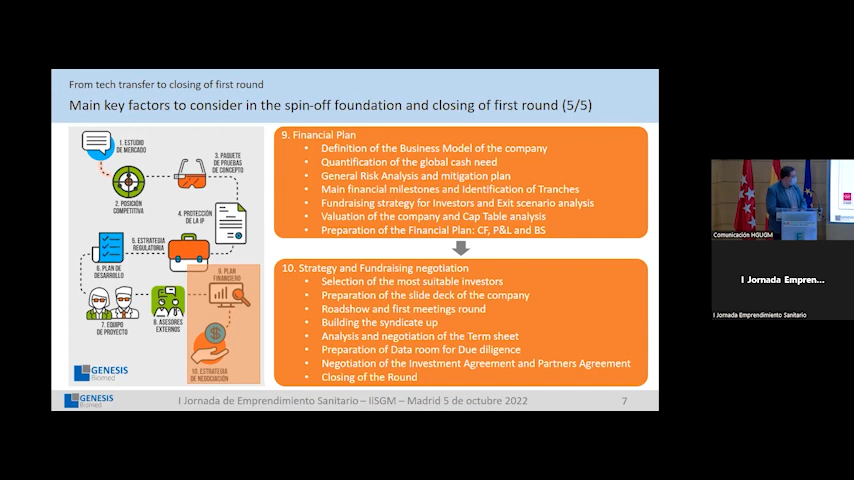 From tech transfer to closing of first round
Main key factors to consider in the spin-off foundation and closing of first round (5/5)
1. ESTUDIO
DE MERCADO
2. POSICIÓN
COMPETITIVA
3. PAQUETE
DE PRUEBAS
DE CONCEPTO
4. PROTECCIÓN
DE LA IP
5. ESTRATEGIA
REGULATORIA
6. PLAN DE
DESARROLLO
7. EQUIPO
DE PROYECTO
8. ASESORES
EXTERNOS
9. PLAN
FINANCIERO
10. ESTRATEGIA
DE NEGOCIACIÓN
GENESIS
Biomed
9. Financial Plan
• Definition of the Business Model of the company
• Quantification of the global cash need
• General Risk Analysis and mitigation plan
• Main financial milestones and Identification of Tranches
• Fundraising strategy for Investors and Exit scenario analysis
• Valuation of the company and Cap Table analysis
• Preparation of the Financial Plan: CF, P&L and BS
10. Strategy and Fundraising negotiation
• Selection of the most suitable investors
• Preparation of the slide deck of the company
• Roadshow and first meetings round
• Building the syndicate up
• Analysis and negotiation of the Term sheet
• Preparation of Data room for Due diligence
• Negotiation of the Investment Agreement and Partners Agreement
• Closing of the Round
GENESIS
Biomed
I Jornada de Emprendimiento Sanitario – IiSGM – Madrid 5 de octubre 2022
7
Comunicación HGUGM
I Jornada Empren...
I Jornada Emprendimiento Sanitario